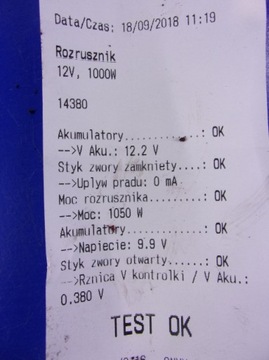 Data/Czas: 18/09/2018 11:19
Rozrusznik
12V, 1000W
14380
Akumulatory............: OK
-->V Aku.: 12.2 V
Styk zwory zamkniety....: OK
-->Uplyw pradu: 0 mA
Moc rozrusznika.........: OK
-->Moc: 1050 W
Akumulatory............: OK
-->Napiecie: 9.9 V
Styk zwory otwarty......: OK
-->Rznica V kontrolki / V Aku.:
0,380 V
TEST OK